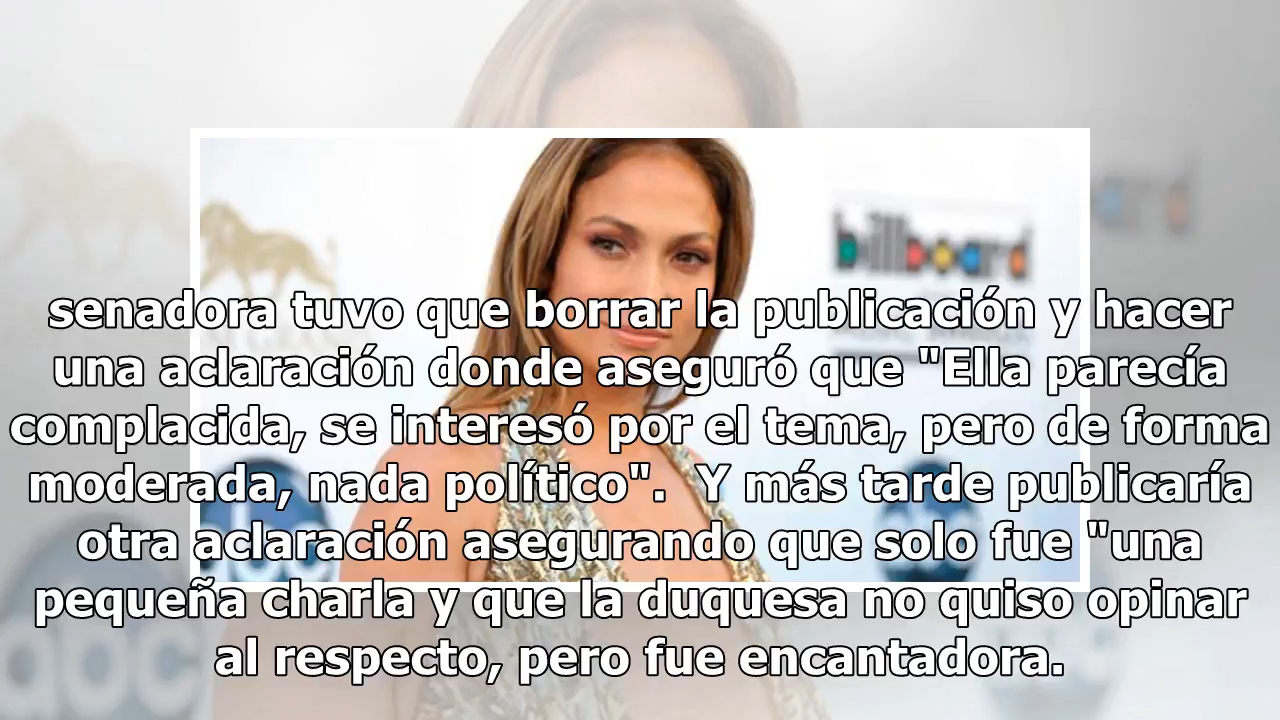 billboard
senadora tuvo que borrar la publicación y hacer
una aclaración donde aseguró que "Ella parecía
complacida, se interesó por el tema, pero de forma
moderada, nada político".  Y más tarde publicaría
otra aclaración asegurando que solo fue "una
pequeña charla y que la duquesa no quiso opinar
al respecto, pero fue encantadora.
abc